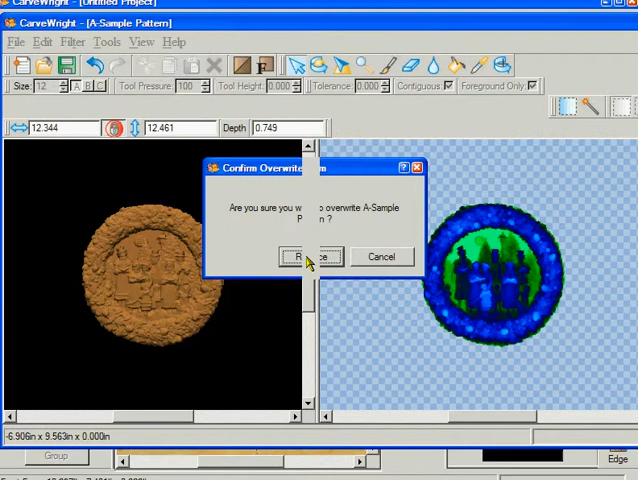 CarveWright - [Untitled Project]
CarveWright - [A-Sample Pattern]
File Edit Filter Tools View Help
Size: 12 A B C Tool Pressure: 100 Tool Height: 0.000 Tolerance: 0.000 Contiguous: Foreground Only:
12.344 12.461 Depth 0.749
Confirm Overwrite
Are you sure you overwrite A-Sample
?
Cancel
-6.906in x 9.563in x 0.000in
Group
Edge